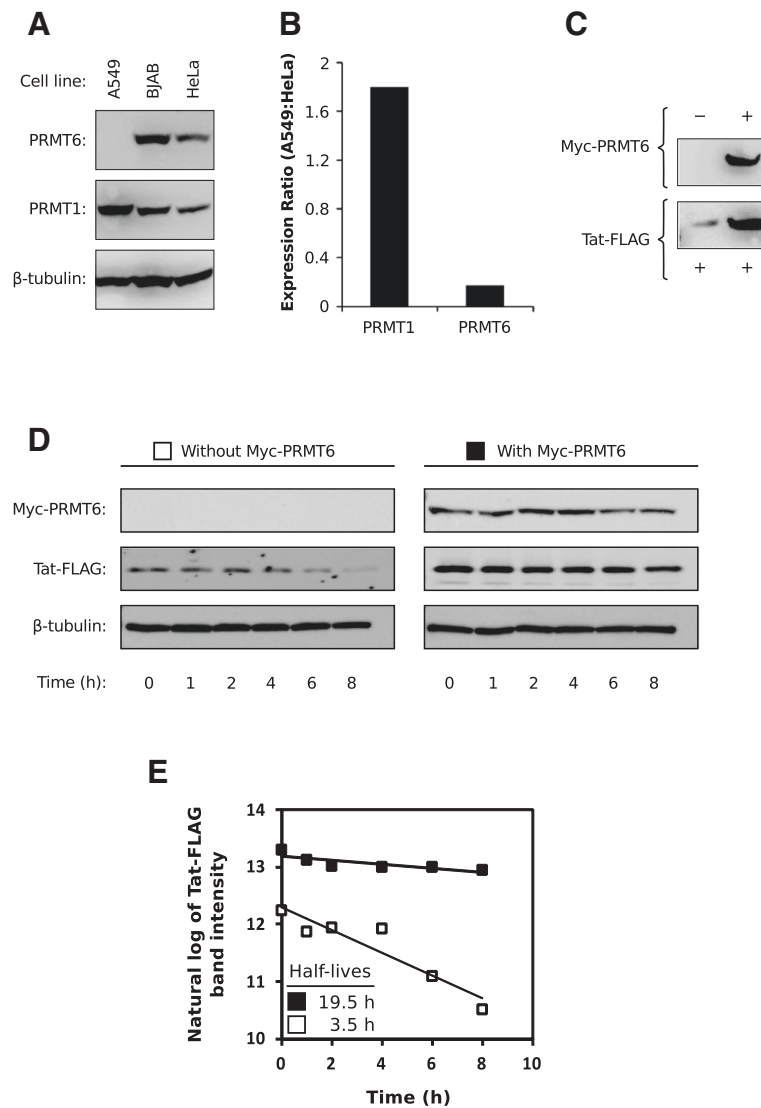 A
Cell line:
A549
BJAB
HeLa
PRMT6:
PRMT1:
β-tubulin:
B
Expression Ratio (A549:HeLa)
2
1.6
1.2
0.8
0.4
0
PRMT1 PRMT6
C
− +
Myc-PRMT6
Tat-FLAG
+ +
D
Without Myc-PRMT6
With Myc-PRMT6
Myc-PRMT6:
Tat-FLAG:
β-tubulin:
Time (h): 0 1 2 4 6 8 0 1 2 4 6 8
E
Natural log of Tat-FLAG
band intensity
14
13
12
11
10
Half-lives
19.5 h
3.5 h
0 2 4 6 8 10
Time (h)